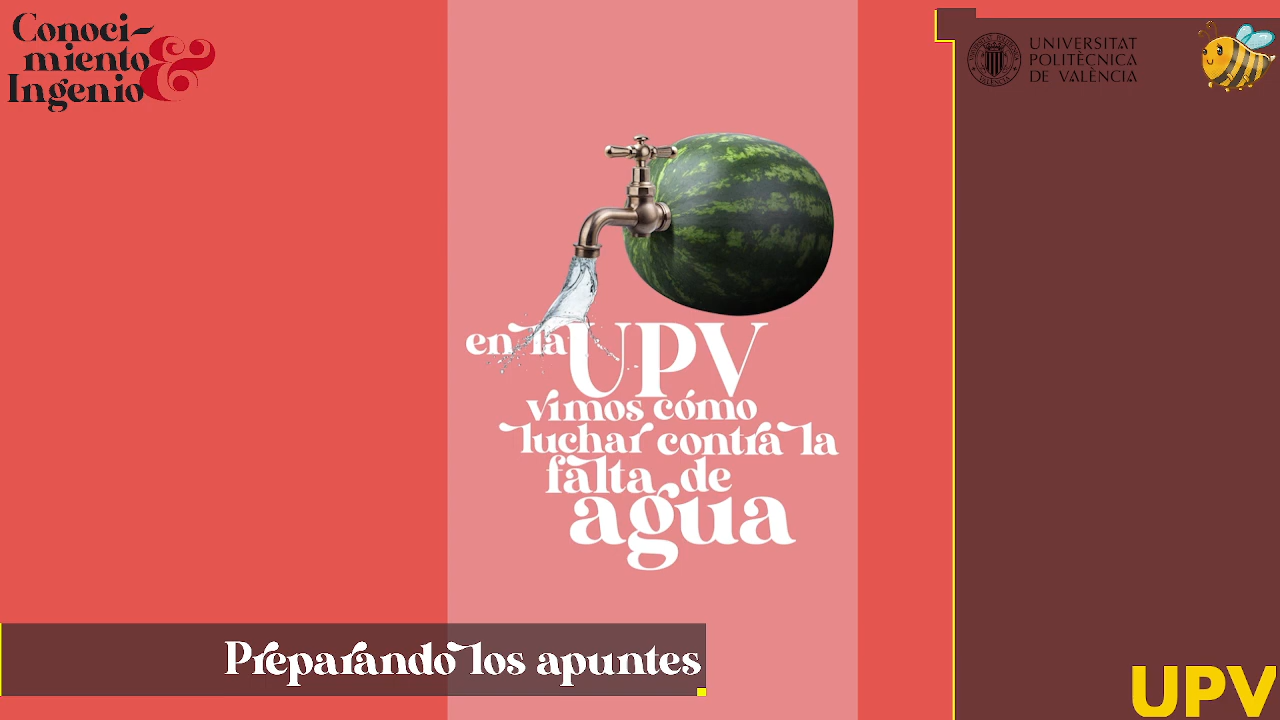 Conoci-
miento &
Ingenio
UNIVERSITAT
POLITÈCNICA
DE VALÈNCIA
en la UPV
vimos cómo
luchar contra la
falta de
agua
Preparando los apuntes
UPV